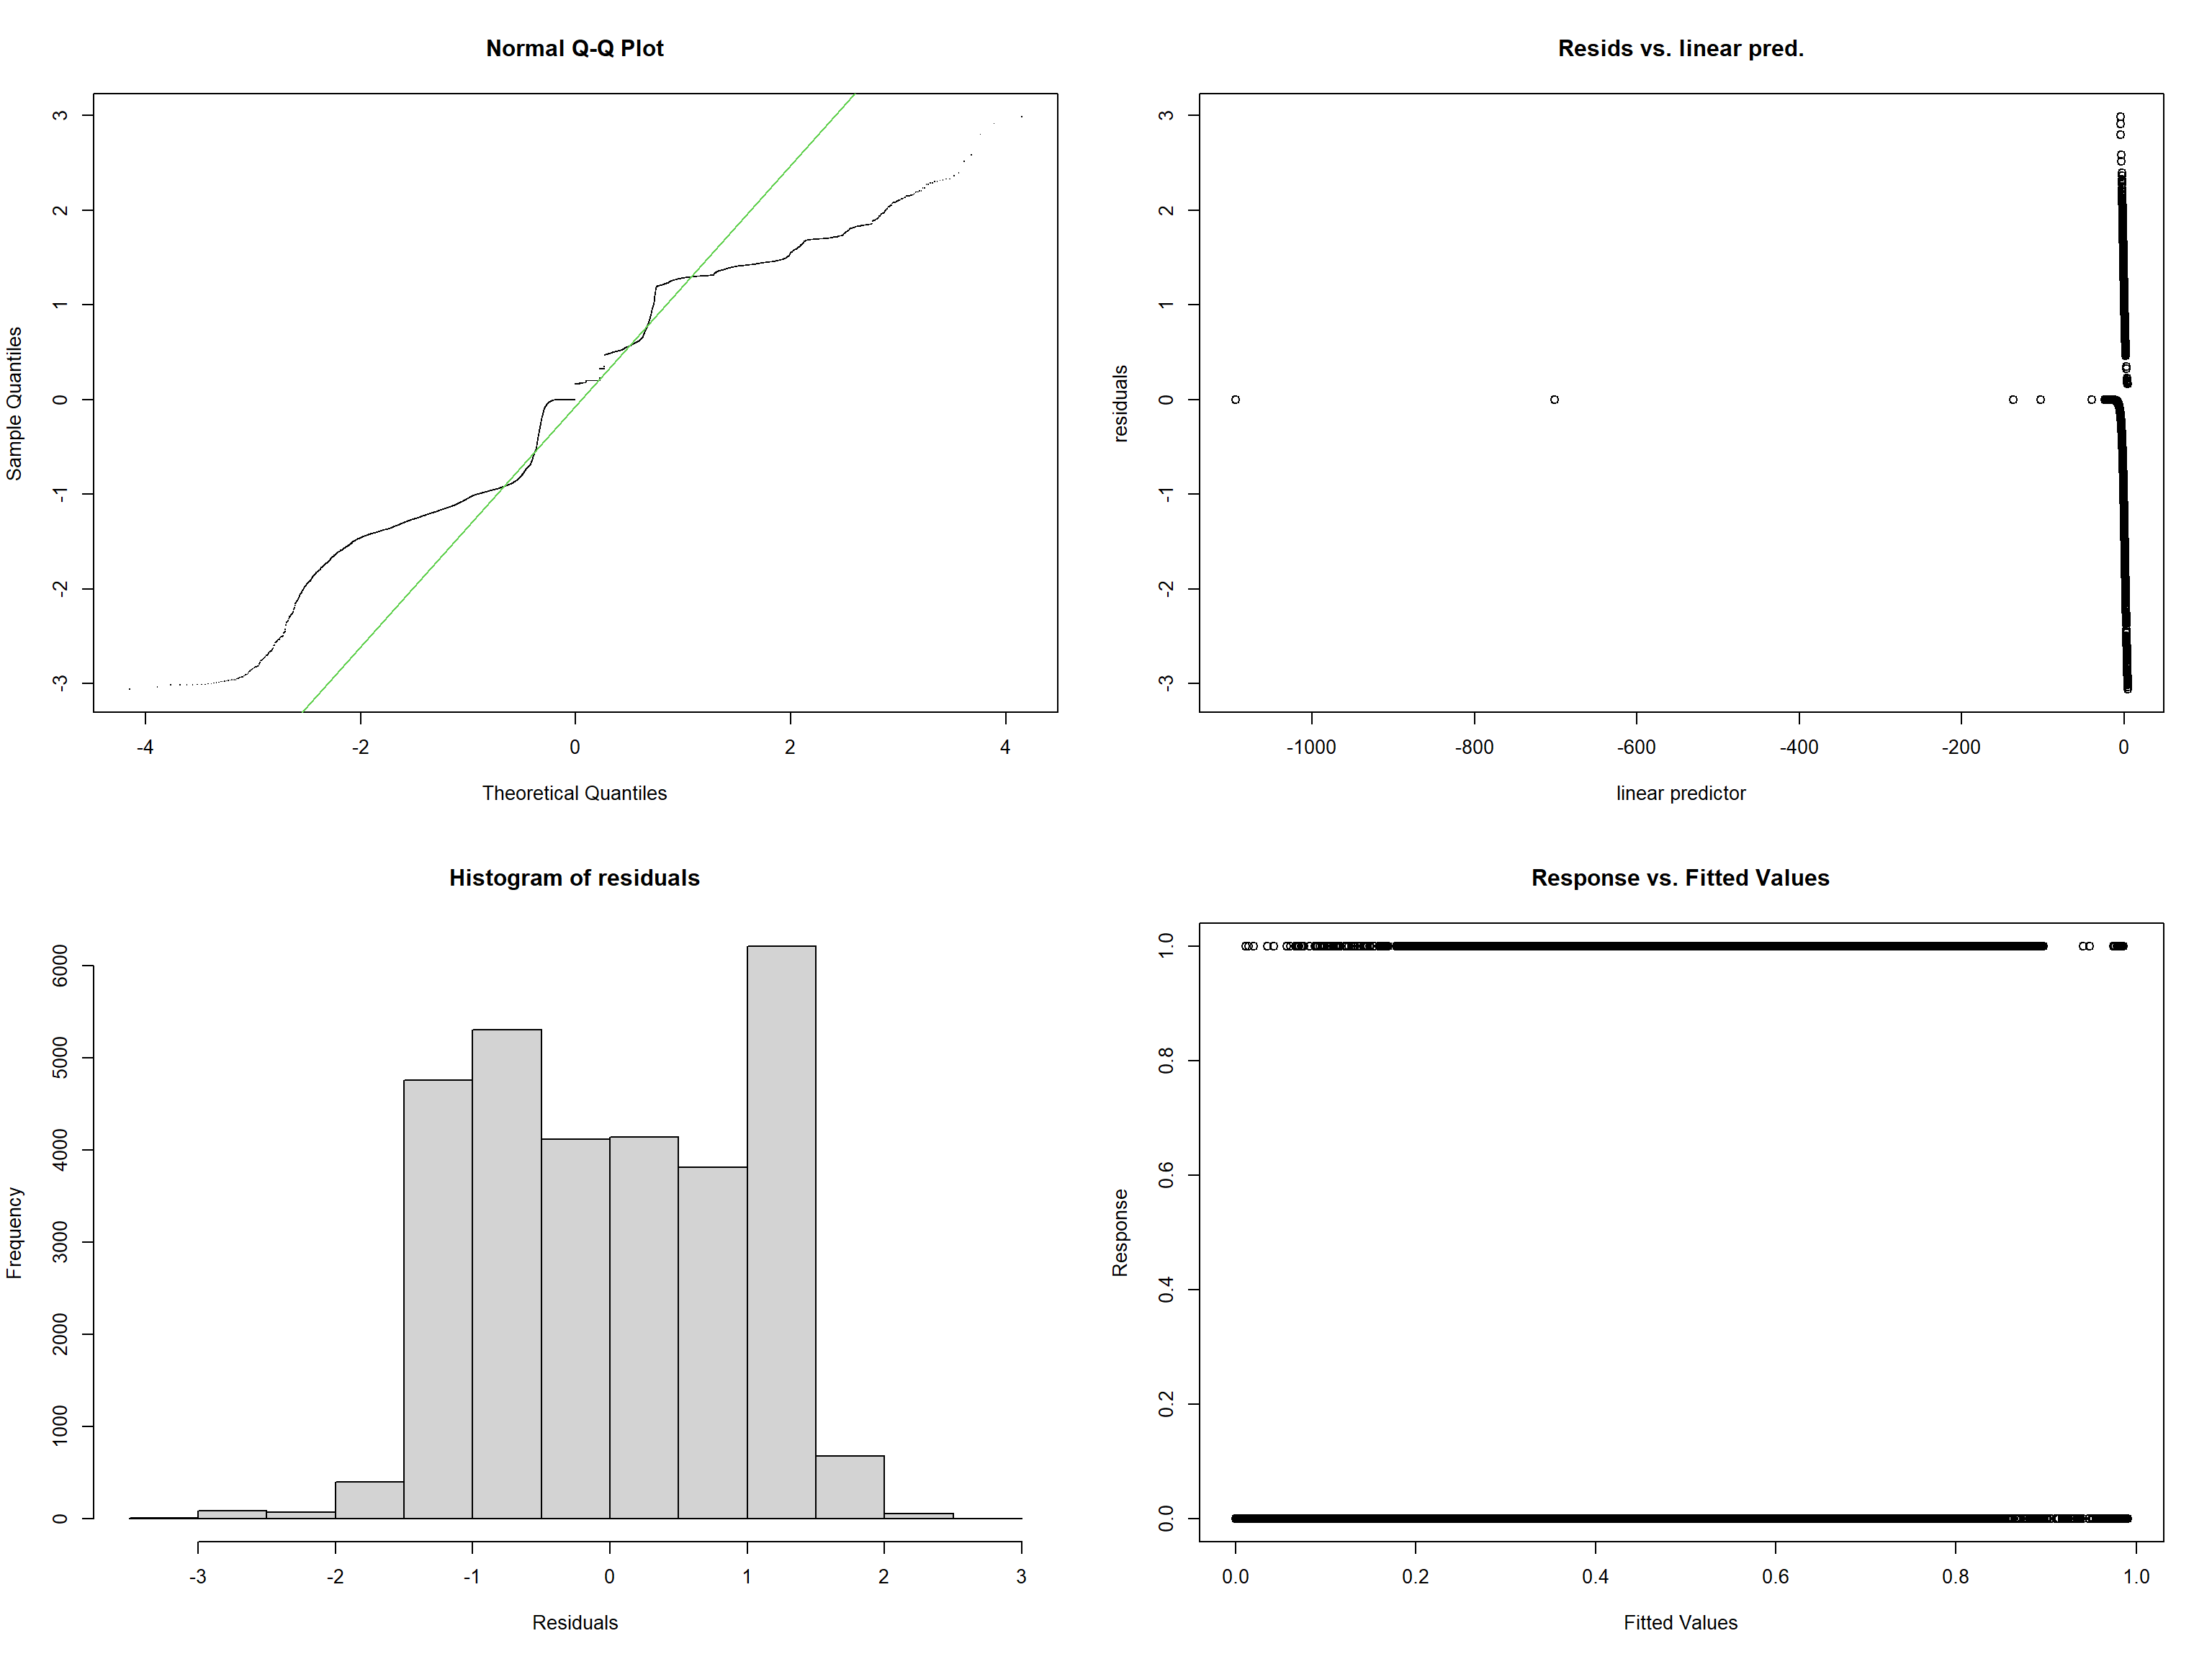 Normal Q-Q Plot
Sample Quantiles
3
2
1
0
-1
-2
-3
-4 -2 0 2 4
Theoretical Quantiles
Resids vs. linear pred.
residuals
3
2
1
0
-1
-2
-3
-1000 -800 -600 -400 -200 0
linear predictor
Histogram of residuals
Frequency
6000
5000
4000
3000
2000
1000
0
-3 -2 -1 0 1 2 3
Residuals
Response vs. Fitted Values
Response
1.0
0.8
0.6
0.4
0.2
0.0
0.0 0.2 0.4 0.6 0.8 1.0
Fitted Values